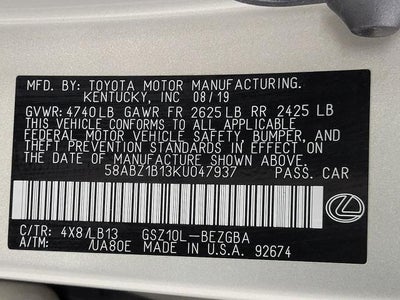 MFD. BY: TOYOTA MOTOR MANUFACTURING.
KENTUCKY, INC 08/19
GVWR: 4740LB GAWR FR 2625LB RR 2425 LB
THIS VEHICLE CONFORMS TO ALL APPLICABLE
FEDERAL MOTOR VEHICLE SAFETY, BUMPER, AND
THEFT PREVENTION STANDARDS IN EFFECT ON
THE DATE OF MANUFACTURE SHOWN ABOVE.
58ABZ1B13KU047937 PASS. CAR
C/TR: 4X8/LB13 GSZ10L-BEZGBA
A/TM: /UA80E MADE IN U.S.A. 92674